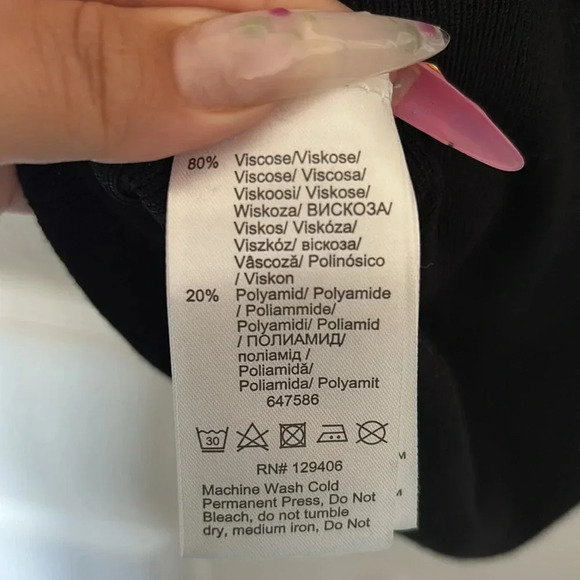 80% Viscose/Viskose/
Viscose/ Viscosa/
Viskoosi/ Viskose/
Wiskoza/ ВИСКОЗА/
Viskos/ Viskóza/
Viszkóz/ віскоза/
Vâscoză/ Polinósico
/ Viskon
20% Polyamid/ Polyamide
/ Poliammide/
Polyamidi/ Poliamid
/ ПОЛИАМИД/
поліамід /
Poliamidă/
Poliamida/ Polyamit
647586
30
RN# 129406
Machine Wash Cold
Permanent Press, Do Not
Bleach, do not tumble
dry, medium iron, Do Not
M
M